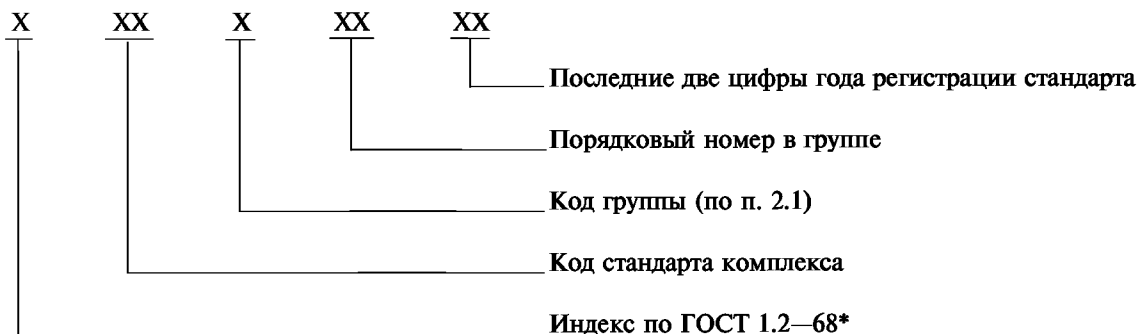 X XX X XX XX
Последние две цифры года регистрации стандарта
Порядковый номер в группе
Код группы (по п. 2.1)
Код стандарта комплекса
Индекс по ГОСТ 1.2—68*